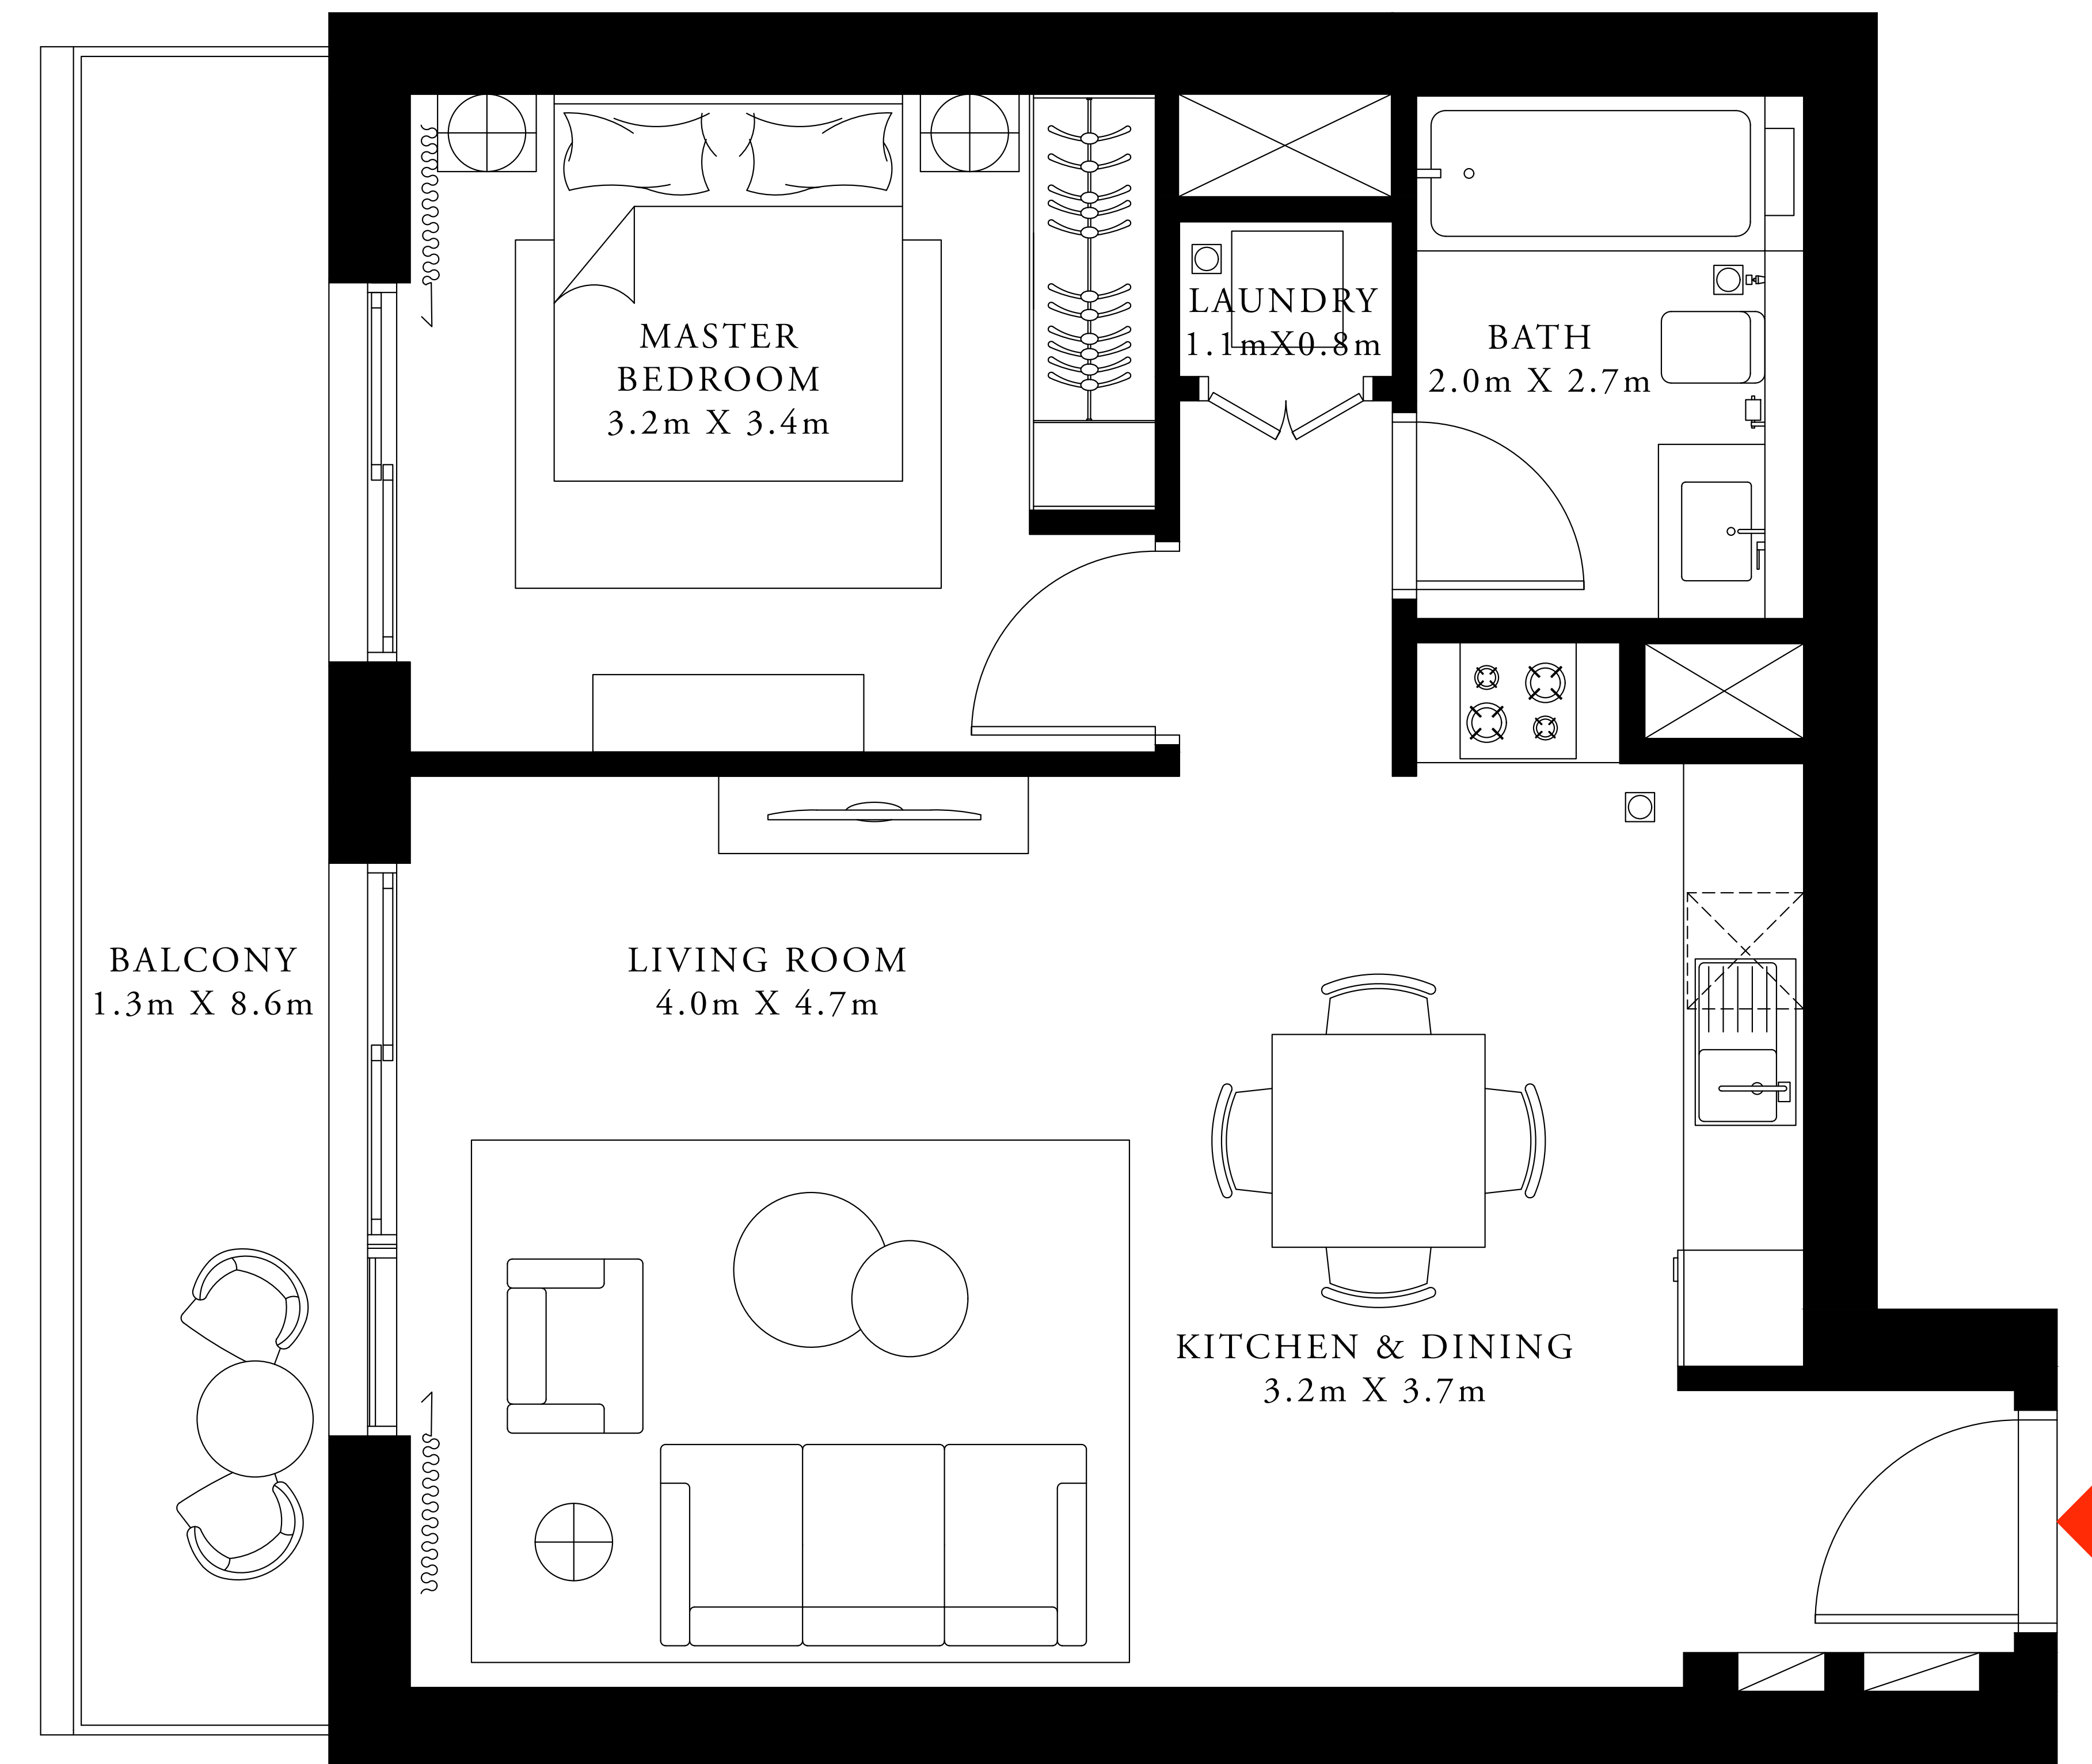 MASTER
BEDROOM
3.2m X 3.4m
LAUNDRY
1.1mX0.8m
BATH
2.0m X 2.7m
BALCONY
1.3m X 8.6m
LIVING ROOM
4.0m X 4.7m
KITCHEN & DINING
3.2m X 3.7m